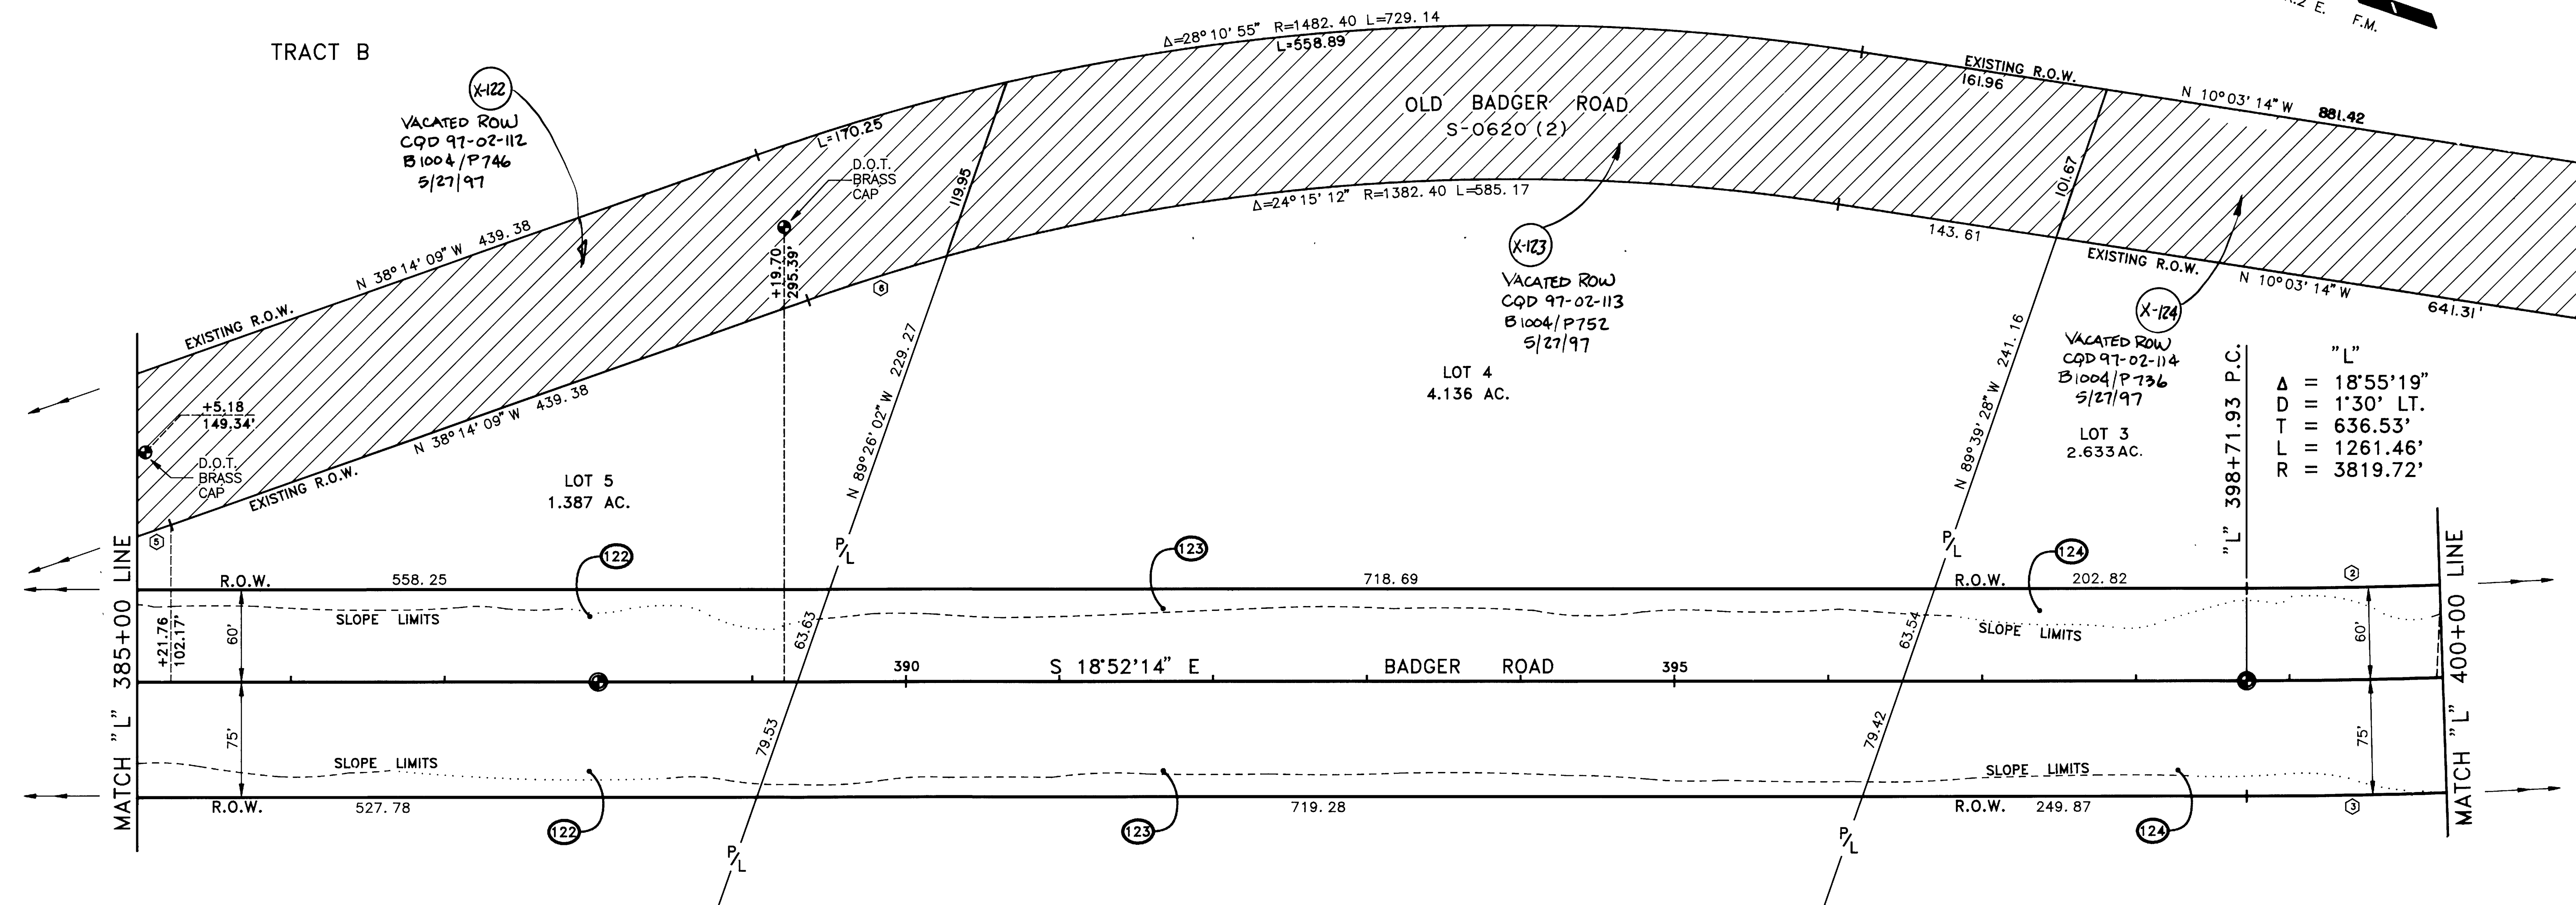 R.2 E. F.M.
TRACT B
X-122
VACATED ROW
CQD 97-02-112
B1004/P746
5/27/97
Δ=28° 10' 55" R=1482.40 L=729.14
L=558.89
L=170.25
EXISTING R.O.W.
161.96
N 10° 03' 14" W 881.42
OLD BADGER ROAD
S-0620 (2)
D.O.T.
BRASS
CAP
119.95
101.67
Δ=24° 15' 12" R=1382.40 L=585.17
N 38° 14' 09" W 439.38
EXISTING R.O.W.
+19.70
295.39'
6
X-123
VACATED ROW
CQD 97-02-113
B1004/P752
5/27/97
143.61
EXISTING R.O.W.
N 10° 03' 14" W
641.31'
X-124
VACATED ROW
CQD 97-02-114
B1004/P736
5/27/97
+5.18
149.34'
D.O.T.
BRASS
CAP
N 38° 14' 09" W 439.38
EXISTING R.O.W.
N 89° 26' 02" W 229.27
N 89° 39' 28" W 241.16
LOT 5
1.387 AC.
LOT 4
4.136 AC.
LOT 3
2.633 AC.
"L" 398+71.93 P.C.
"L"
Δ = 18°55'19"
D = 1°30' LT.
T = 636.53'
L = 1261.46'
R = 3819.72'
5
P/L
P/L
122
123
124
2
R.O.W. 558.25 718.69 R.O.W. 202.82
SLOPE LIMITS
SLOPE LIMITS
+21.76
102.17'
60'
63.63
63.54
60'
MATCH "L" 385+00 LINE
MATCH "L" 400+00 LINE
390 S 18°52'14" E BADGER ROAD 395
75'
79.53
79.42
75'
SLOPE LIMITS
SLOPE LIMITS
R.O.W. 527.78 719.28 R.O.W. 249.87
3
122
123
124
P/L
P/L